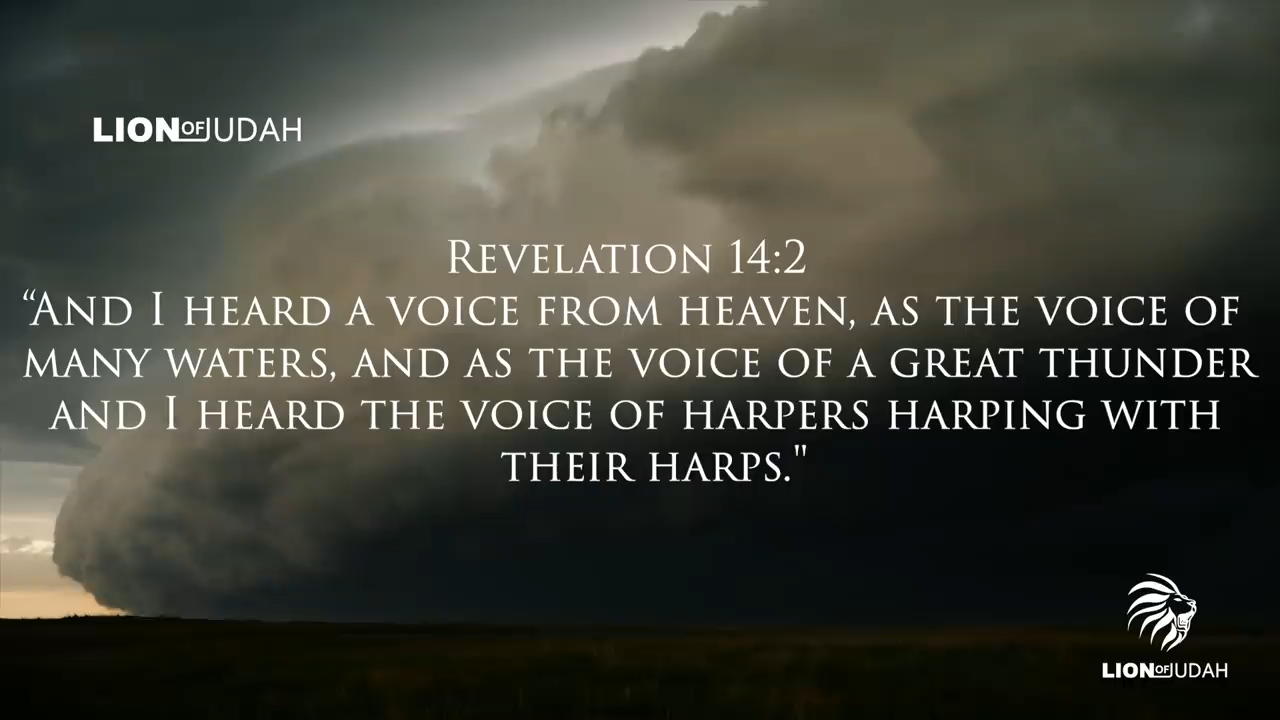 LION OF JUDAH
Revelation 14:2
“And I heard a voice from heaven, as the voice of
many waters, and as the voice of a great thunder
and I heard the voice of harpers harping with
their harps."
LION OF JUDAH